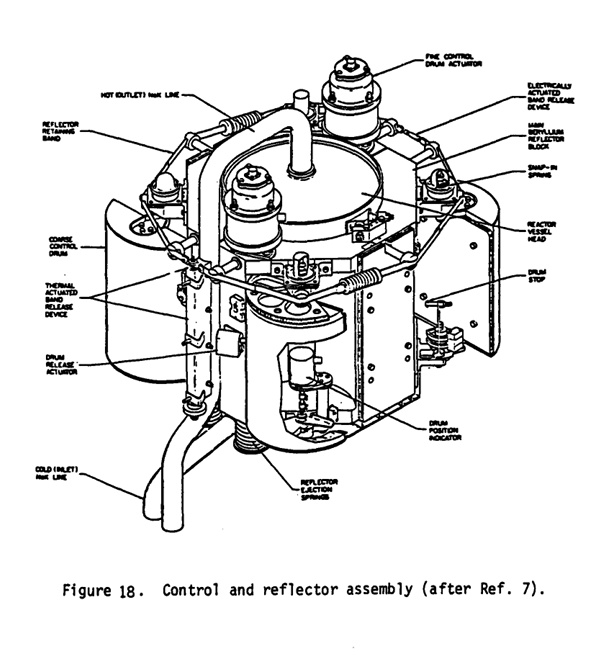 FINE CONTROL
DRUM ACTUATOR
HOT (OUTLET) NaK LINE
ELECTRICALLY
ACTUATED
BAND RELEASE
DEVICE
REFLECTOR
RETAINING
BAND
MAIN
BERYLLIUM
REFLECTOR
BLOCK
SNAP-IN
SPRING
REACTOR
VESSEL
HEAD
COARSE
CONTROL
DRUM
DRUM
STOP
THERMAL
ACTUATED
BAND
RELEASE
DEVICE
DRUM
RELEASE
ACTUATOR
DRUM
POSITION
INDICATOR
COLD (INLET)
NaK LINE
REFLECTOR
EJECTION
SPRINGS
Figure 18. Control and reflector assembly (after Ref. 7).